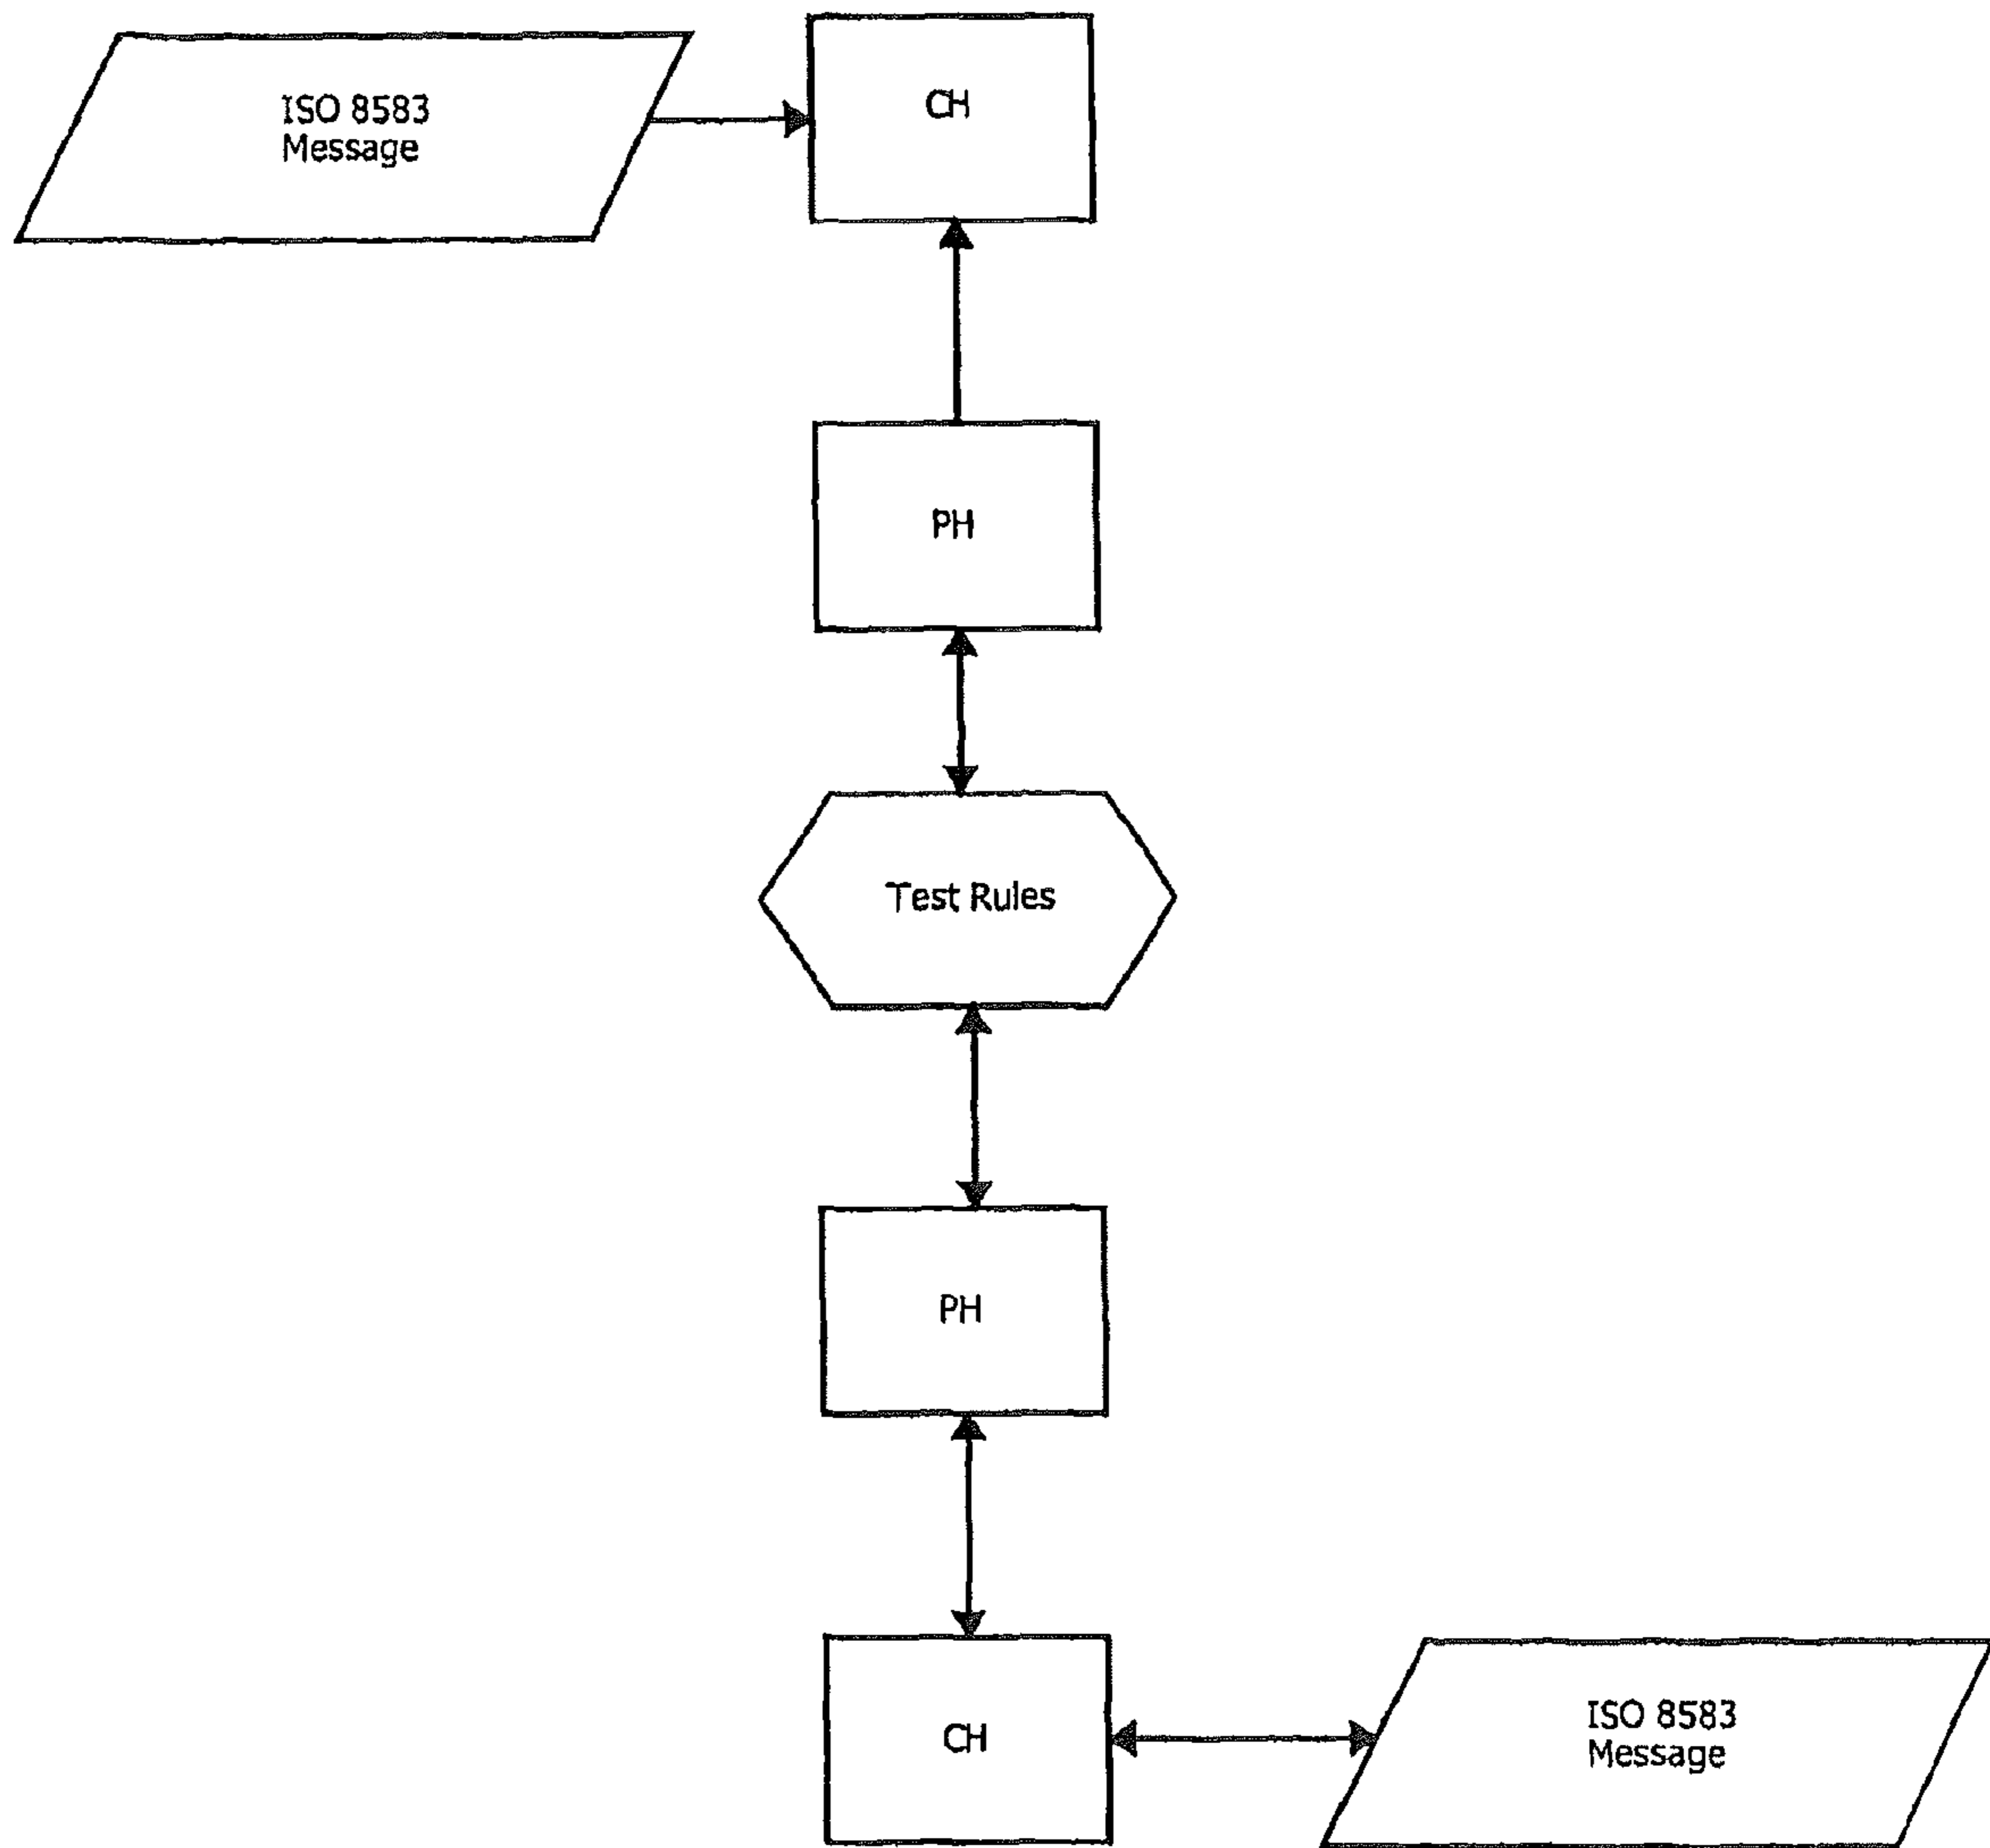 ISO 8583
Message
CH
PH
Test Rules
PH
CH
ISO 8583
Message